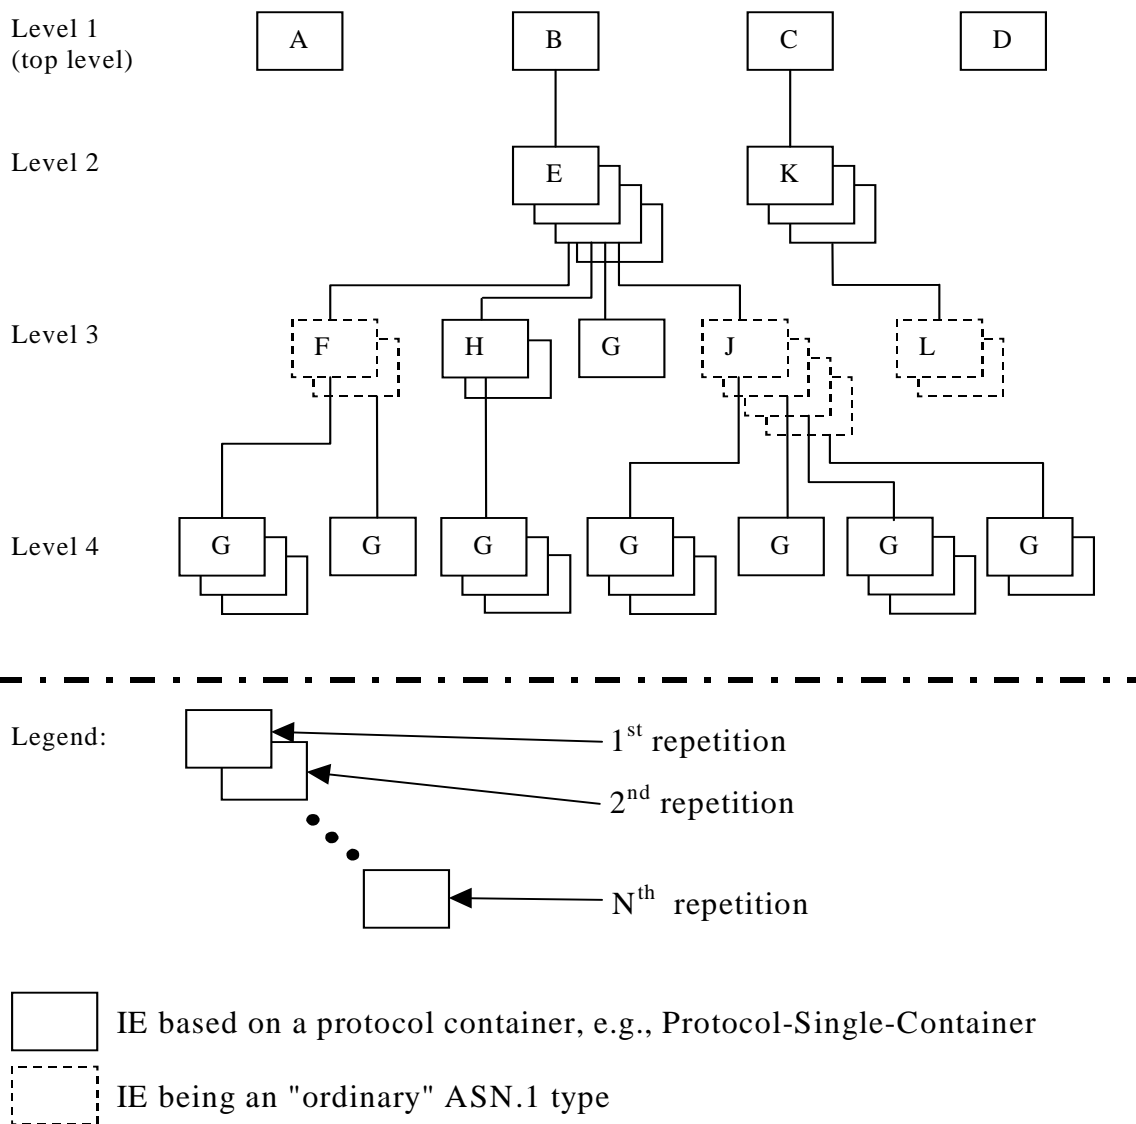 Level 1
(top level)
A B C D
Level 2
E K
Level 3
F H G J L
Level 4
G G G G G G G
Legend:
1st repetition
2nd repetition
Nth repetition
IE based on a protocol container, e.g., Protocol-Single-Container
IE being an "ordinary" ASN.1 type